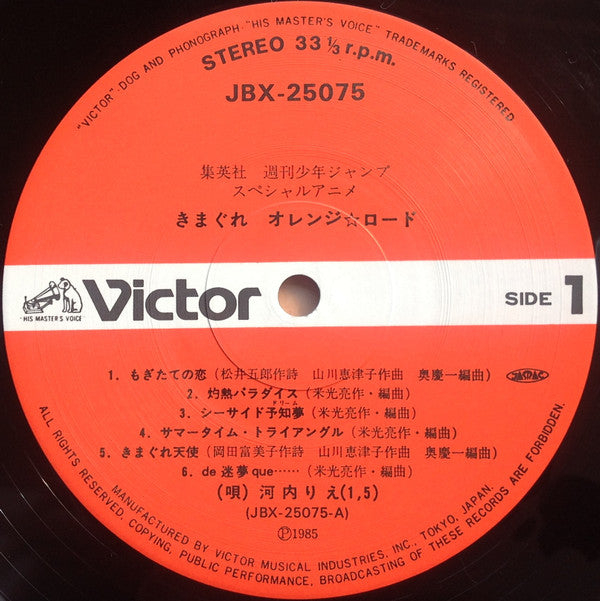 "VICTOR"-DOG AND PHONOGRAPH-"HIS MASTER'S VOICE" TRADEMARKS REGISTERED
STEREO 33 ⅓ r.p.m.
JBX-25075
集英社　週刊少年ジャンプ
スペシャルアニメ
きまぐれ　オレンジ☆ロード
"HIS MASTER'S VOICE"
Victor
SIDE 1
1. もぎたての恋（松井五郎作詩　山川恵津子作曲　奥慶一編曲）
JASRAC
2. 灼熱パラダイス（米光亮作・編曲）
ドリーム
3. シーサイド予知夢（米光亮作・編曲）
4. サマータイム・トライアングル（米光亮作・編曲）
5. きまぐれ天使（岡田富美子作詩　山川恵津子作曲　奥慶一編曲）
6. de 迷夢que……（米光亮作・編曲）
（唄）河内りえ(1,5)
(JBX-25075-A)
Ⓟ1985
ALL RIGHTS RESERVED. MANUFACTURED BY VICTOR MUSICAL INDUSTRIES, INC., TOKYO, JAPAN.
COPYING, PUBLIC PERFORMANCE, BROADCASTING OF THESE RECORDS ARE FORBIDDEN.